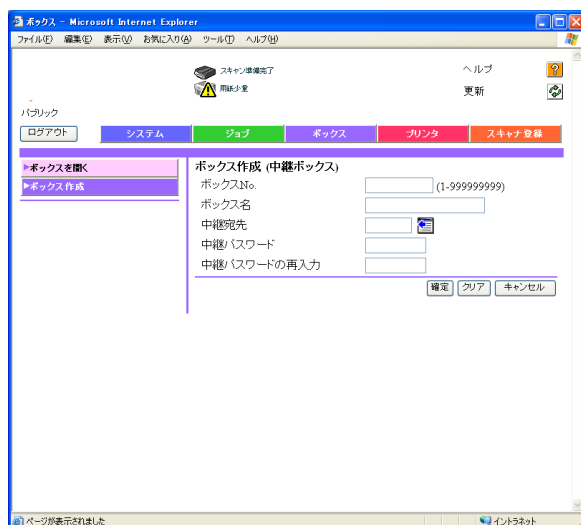 ボックス - Microsoft Internet Explorer
ファイル(F) 編集(E) 表示(V) お気に入り(A) ツール(T) ヘルプ(H)
スキャン準備完了 ヘルプ ?
用紙少量 更新
パブリック
ログアウト システム ジョブ ボックス プリンタ スキャナ登録
ボックスを開く
ボックス作成
ボックス作成 (中継ボックス)
ボックスNo. (1-999999999)
ボックス名
中継宛先
中継パスワード
中継パスワードの再入力
確定 クリア キャンセル
ページが表示されました イントラネット